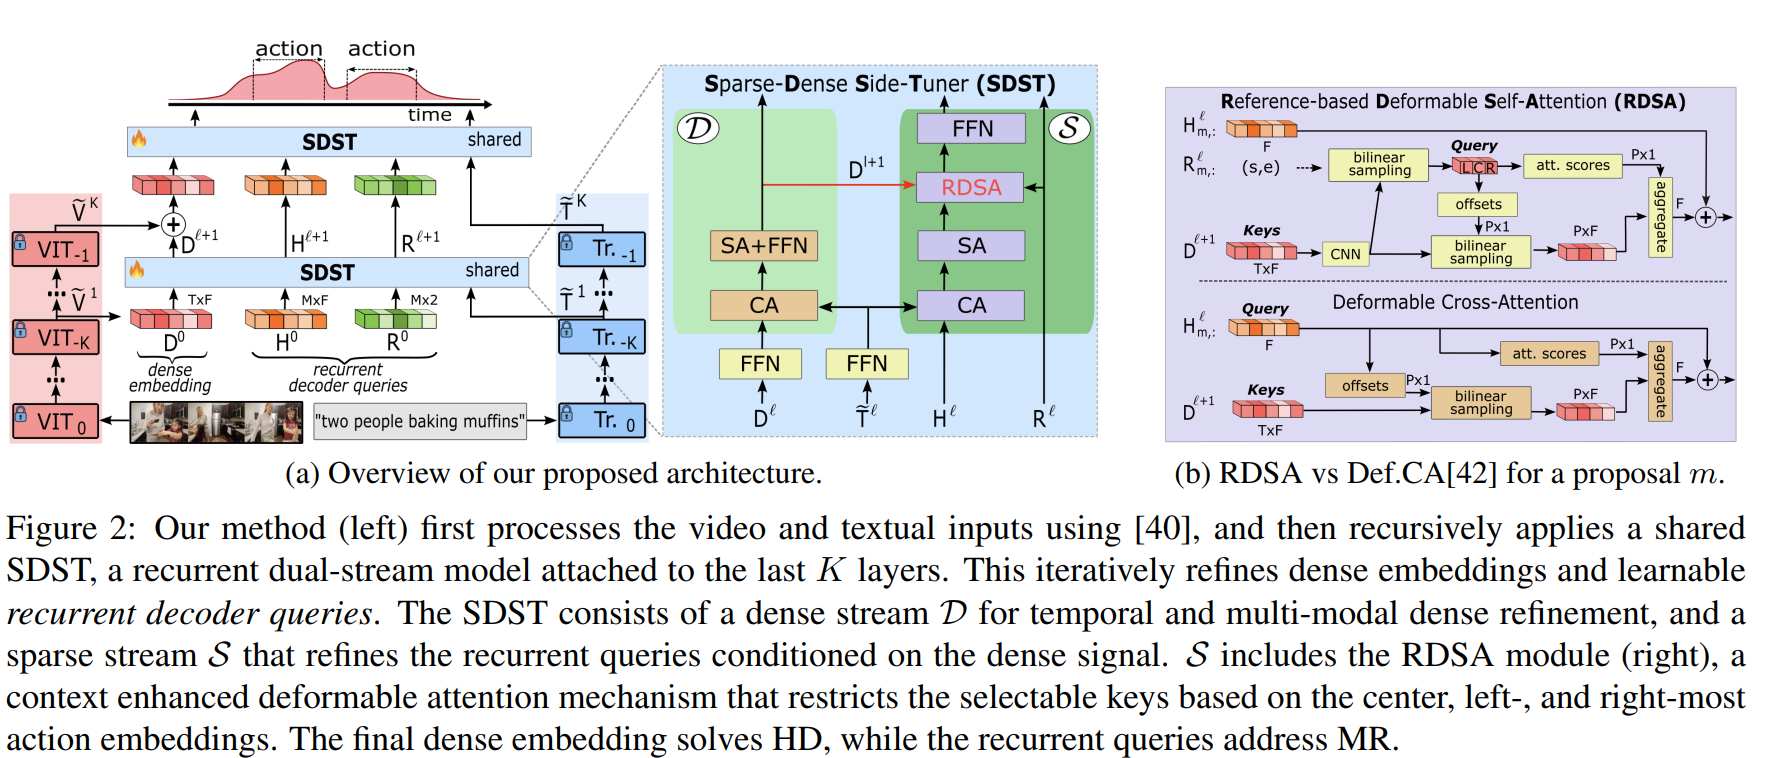 action
action
time
SDST
shared
Ṽᴷ
VIT₋₁
D^{ℓ+1}
H^{ℓ+1}
R^{ℓ+1}
T̃ᴷ
Tr. ₋₁
SDST
shared
...
Ṽ¹
TxF
MxF
Mx2
T̃¹
...
VIT₋K
D⁰
H⁰
R⁰
Tr. ₋K
dense
embedding
recurrent
decoder queries
...
...
VIT ₀
"two people baking muffins"
Tr. ₀
Sparse-Dense Side-Tuner (SDST)
𝒟
𝒮
FFN
D^{l+1}
RDSA
SA+FFN
SA
CA
CA
FFN
FFN
D^ℓ
T̃^ℓ
H^ℓ
R^ℓ
Reference-based Deformable Self-Attention (RDSA)
H^ℓ_{m,:}
F
R^ℓ_{m,:}
(s,e)
bilinear
sampling
Query
LCR
att. scores
Px1
offsets
Px1
aggregate
F
D^{ℓ+1}
Keys
TxF
CNN
bilinear
sampling
PxF
Deformable Cross-Attention
H^ℓ_{m,:}
Query
F
att. scores
Px1
offsets
Px1
aggregate
F
D^{ℓ+1}
Keys
TxF
bilinear
sampling
PxF
(a) Overview of our proposed architecture.
(b) RDSA vs Def.CA[42] for a proposal m.
Figure 2: Our method (left) first processes the video and textual inputs using [40], and then recursively applies a shared
SDST, a recurrent dual-stream model attached to the last K layers. This iteratively refines dense embeddings and learnable
recurrent decoder queries. The SDST consists of a dense stream 𝒟 for temporal and multi-modal dense refinement, and a
sparse stream 𝒮 that refines the recurrent queries conditioned on the dense signal. 𝒮 includes the RDSA module (right), a
context enhanced deformable attention mechanism that restricts the selectable keys based on the center, left-, and right-most
action embeddings. The final dense embedding solves HD, while the recurrent queries address MR.